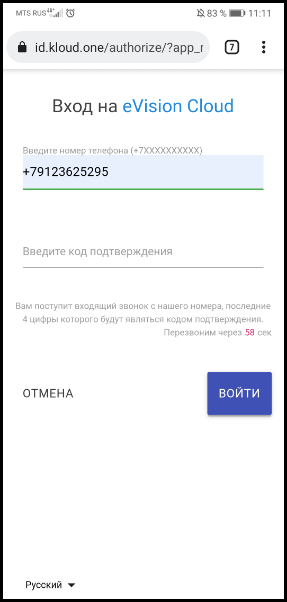 MTS RUS 83 % 11:11
id.kloud.one/authorize/?app_r 7
Вход на eVision Cloud
Введите номер телефона (+7XXXXXXXXXX)
+79123625295
Введите код подтверждения
Вам поступит входящий звонок с нашего номера, последние
4 цифры которого будут являться кодом подтверждения.
Перезвоним через 58 сек
ОТМЕНА ВОЙТИ
Русский